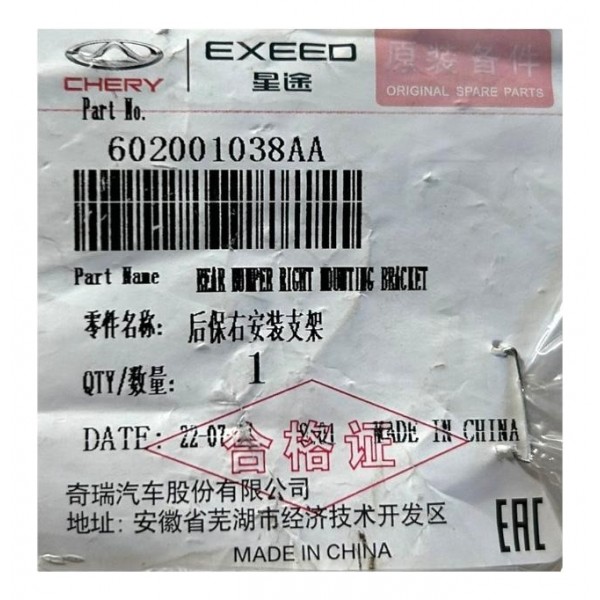 CHERY
EXEED
星途
原装备件
ORIGINAL SPARE PARTS
Part No.
602001038AA
Part Name REAR BUMPER RIGHT MOUNTING BRACKET
零件名称: 后保右安装支架
QTY/数量: 1
DATE: 22-07 MADE IN CHINA
合格证
奇瑞汽车股份有限公司
地址: 安徽省芜湖市经济技术开发区
MADE IN CHINA
EAC